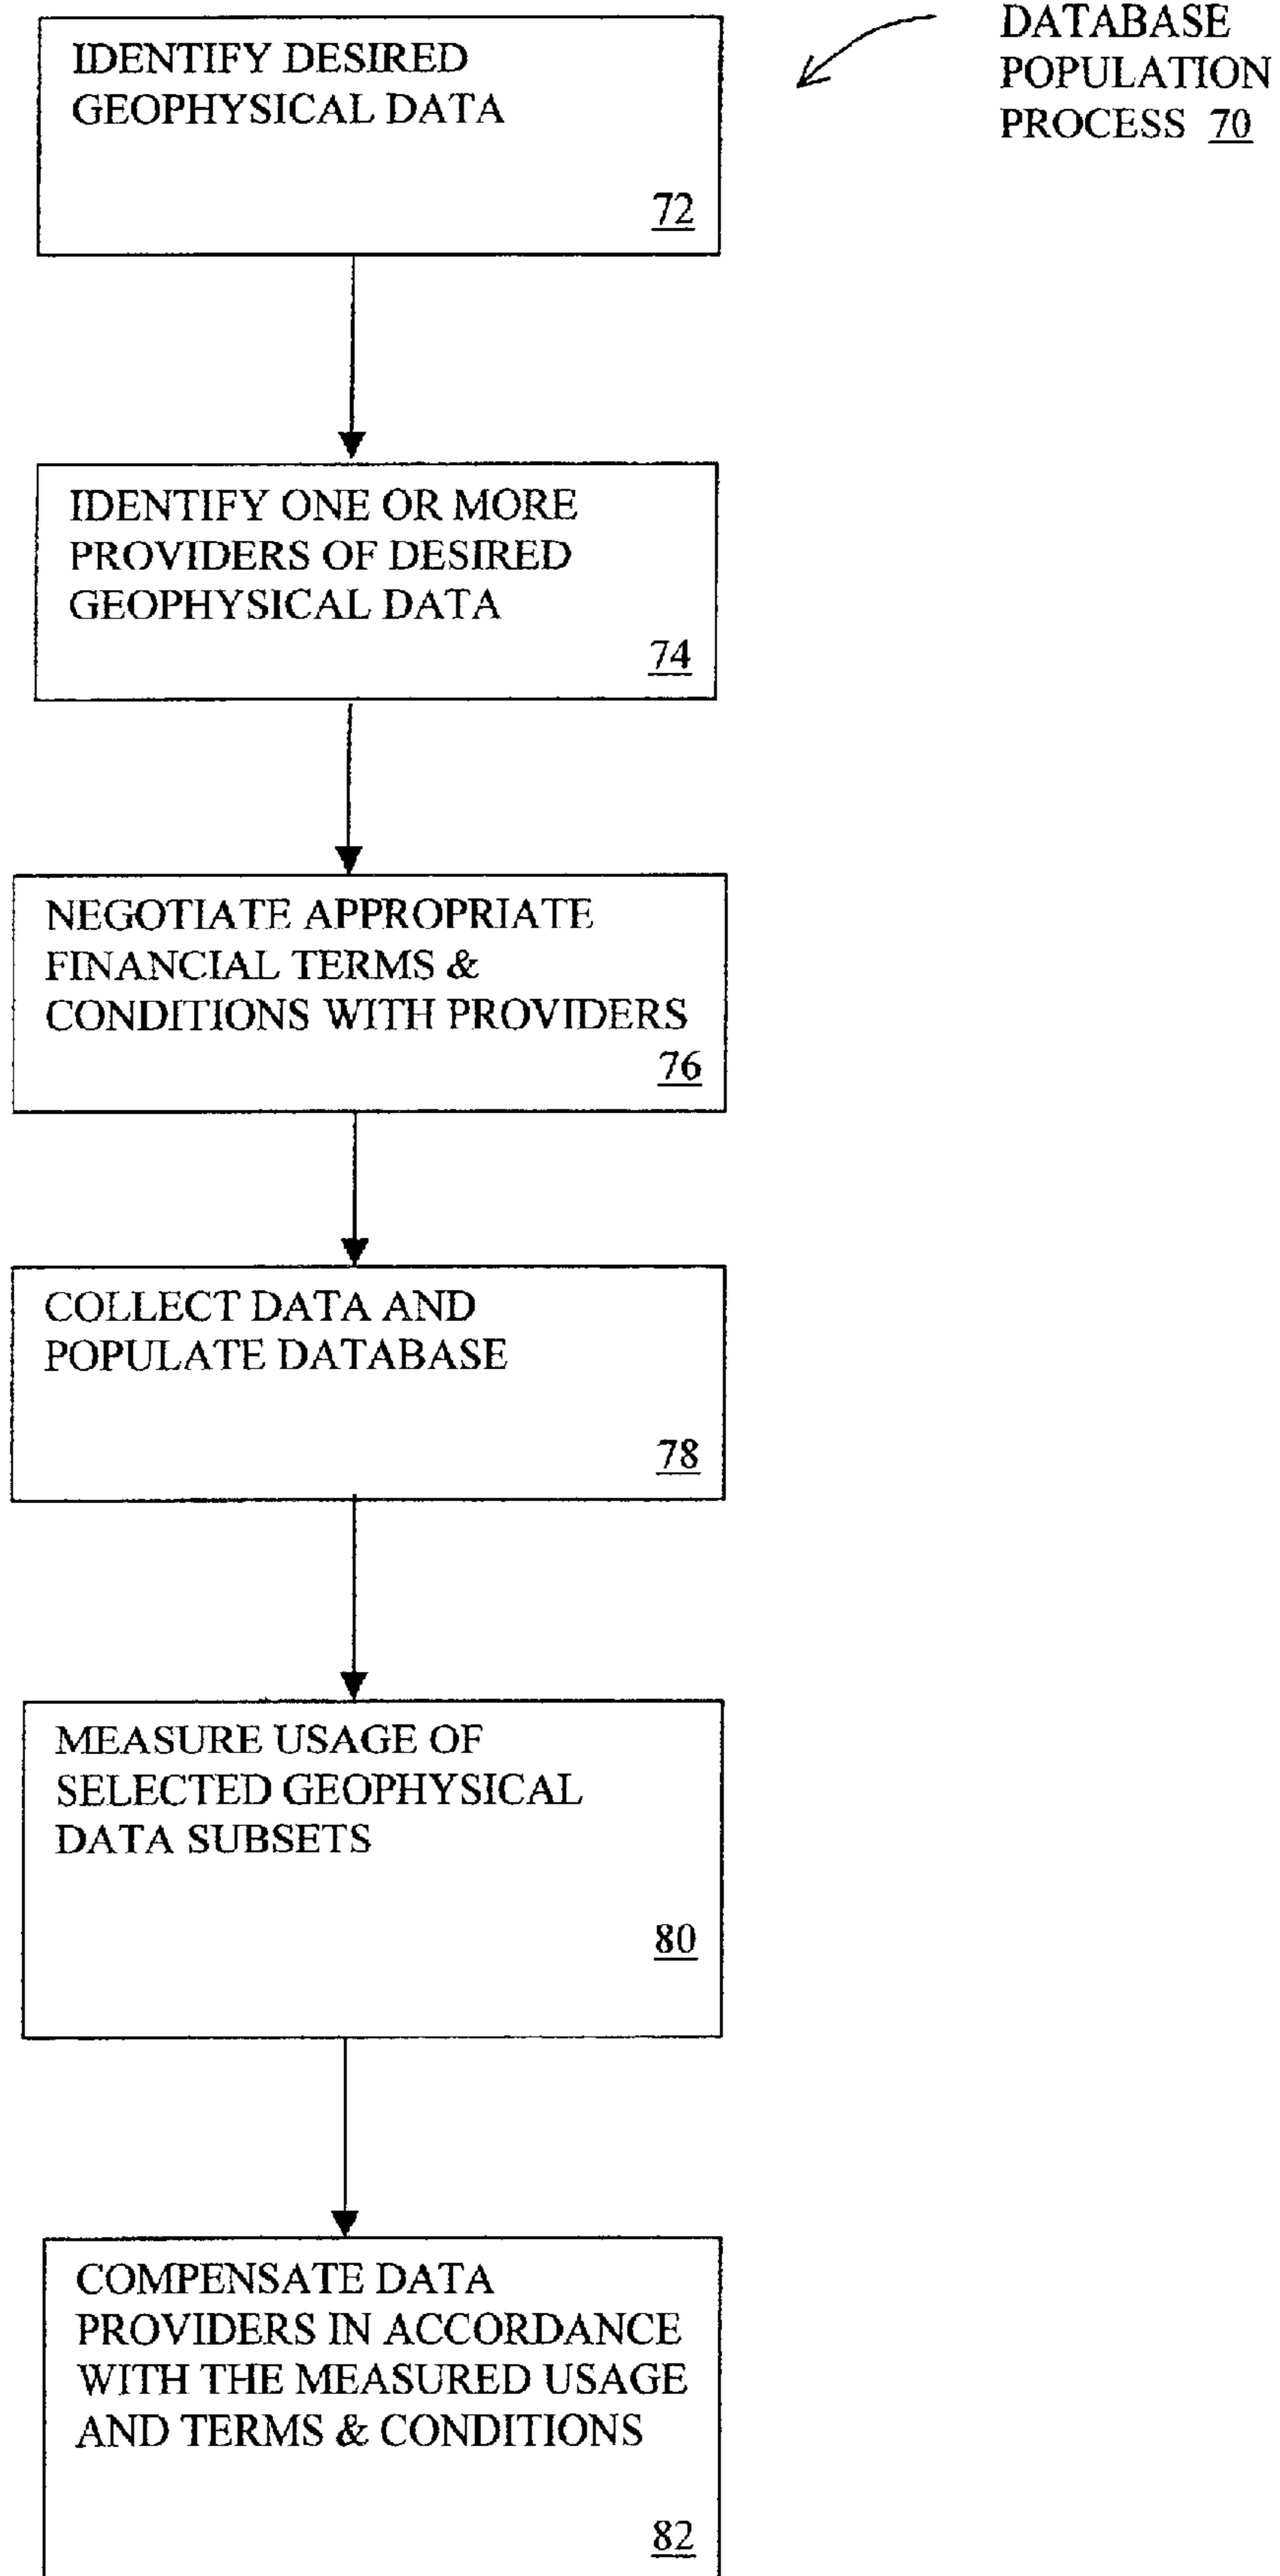 DATABASE
POPULATION
PROCESS 70
IDENTIFY DESIRED
GEOPHYSICAL DATA
72
IDENTIFY ONE OR MORE
PROVIDERS OF DESIRED
GEOPHYSICAL DATA
74
NEGOTIATE APPROPRIATE
FINANCIAL TERMS &
CONDITIONS WITH PROVIDERS
76
COLLECT DATA AND
POPULATE DATABASE
78
MEASURE USAGE OF
SELECTED GEOPHYSICAL
DATA SUBSETS
80
COMPENSATE DATA
PROVIDERS IN ACCORDANCE
WITH THE MEASURED USAGE
AND TERMS & CONDITIONS
82